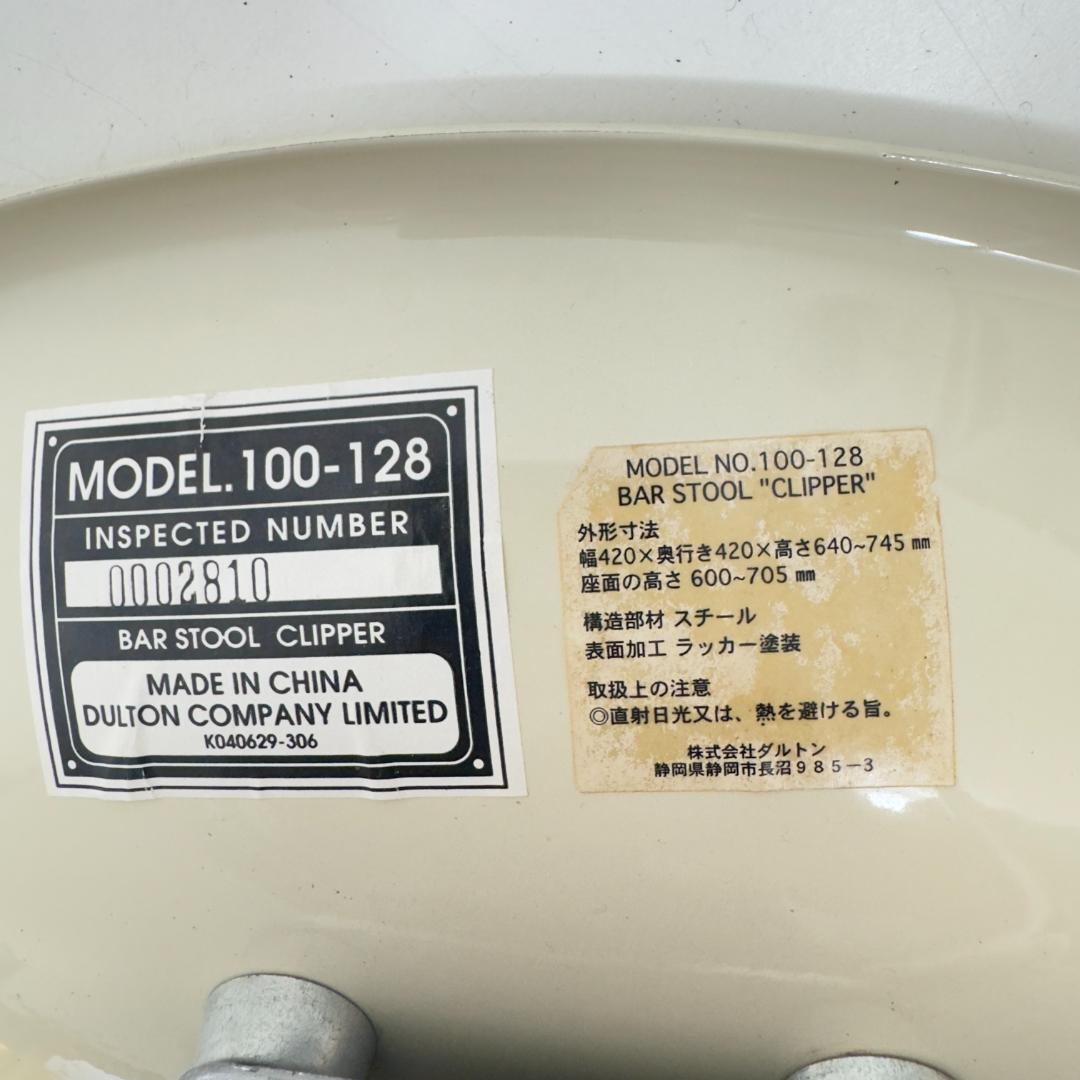 MODEL.100-128
INSPECTED NUMBER
0002810
BAR STOOL CLIPPER
MADE IN CHINA
DULTON COMPANY LIMITED
K040629-306
MODEL NO.100-128
BAR STOOL "CLIPPER"
外形寸法
幅420×奥行き420×高さ640~745㎜
座面の高さ 600~705㎜
構造部材 スチール
表面加工 ラッカー塗装
取扱上の注意
◎直射日光又は、熱を避ける旨。
株式会社ダルトン
静岡県静岡市長沼985-3